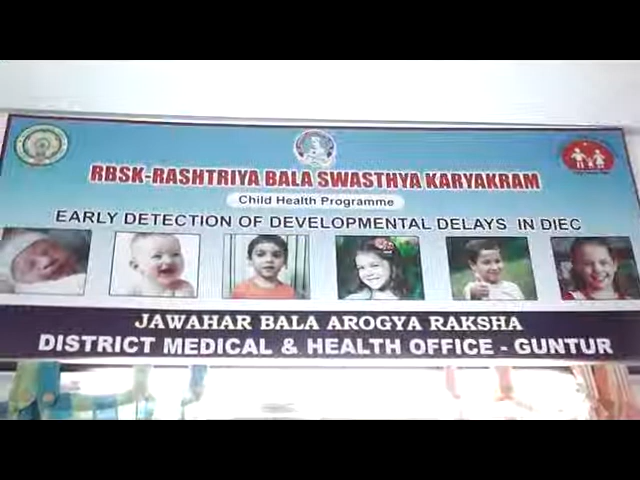 RBSK-RASHTRIYA BALA SWASTHYA KARYAKRAM
Child Health Programme
EARLY DETECTION OF DEVELOPMENTAL DELAYS IN DIEC
JAWAHAR BALA AROGYA RAKSHA
DISTRICT MEDICAL & HEALTH OFFICE - GUNTUR